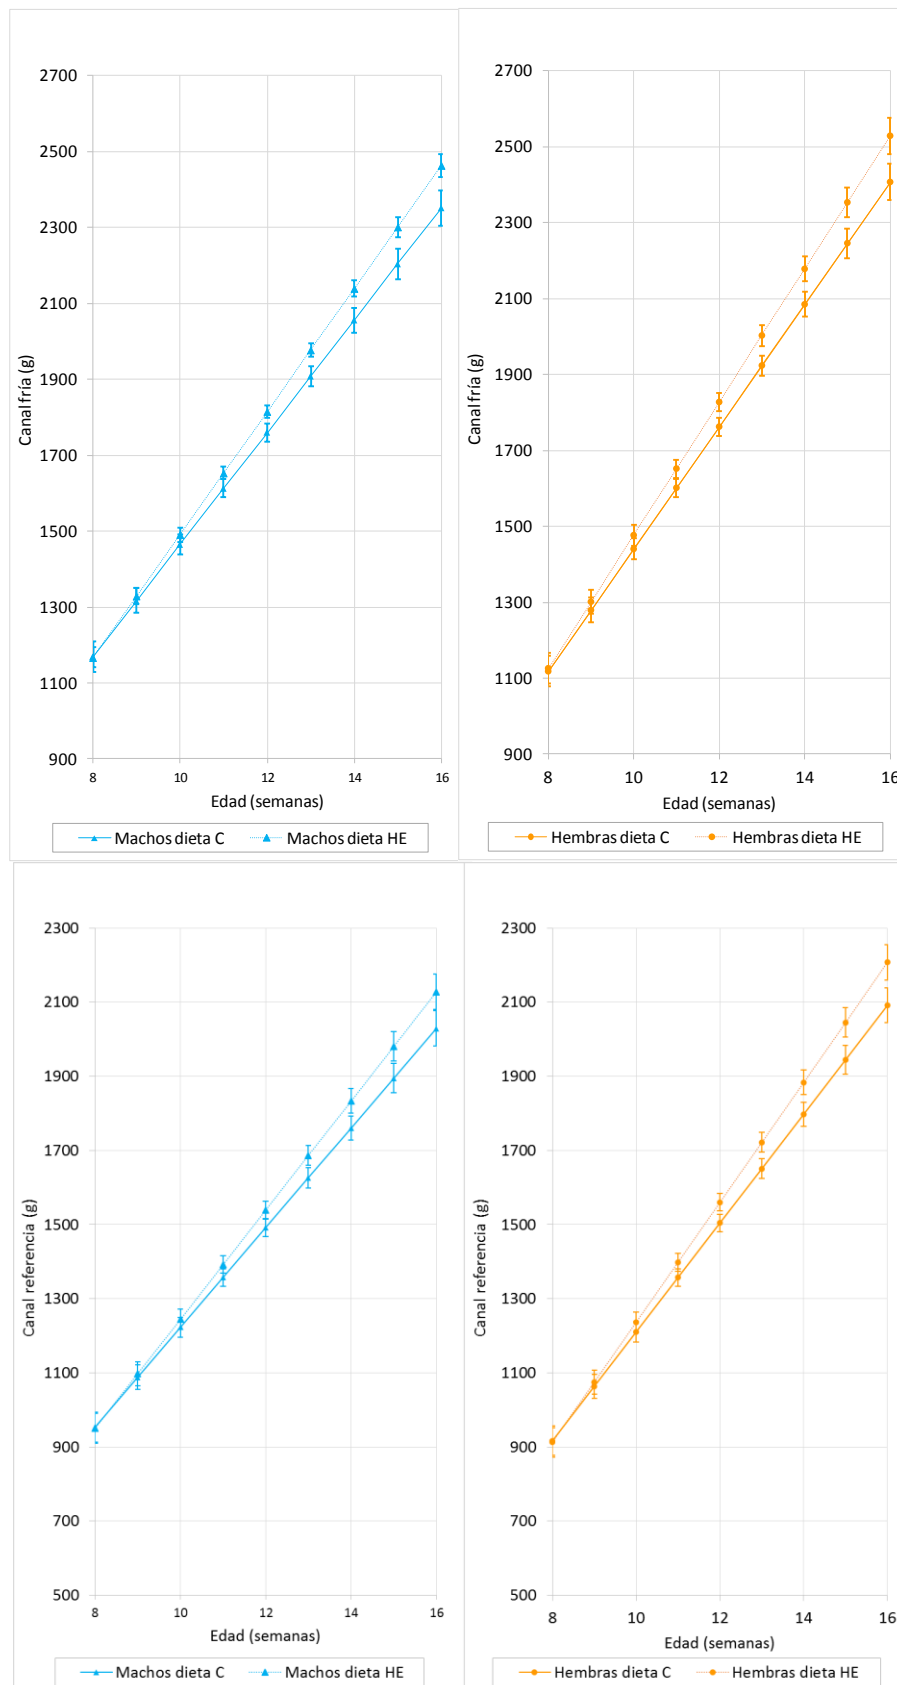 2700
2500
2300
2100
1900
1700
1500
1300
1100
900
Canal fría (g)
8 10 12 14 16
Edad (semanas)
Machos dieta C Machos dieta HE
2700
2500
2300
2100
1900
1700
1500
1300
1100
900
Canal fría (g)
8 10 12 14 16
Edad (semanas)
Hembras dieta C Hembras dieta HE
2300
2100
1900
1700
1500
1300
1100
900
700
500
Canal referencia (g)
8 10 12 14 16
Edad (semanas)
Machos dieta C Machos dieta HE
2300
2100
1900
1700
1500
1300
1100
900
700
500
Canal referencia (g)
8 10 12 14 16
Edad (semanas)
Hembras dieta C Hembras dieta HE